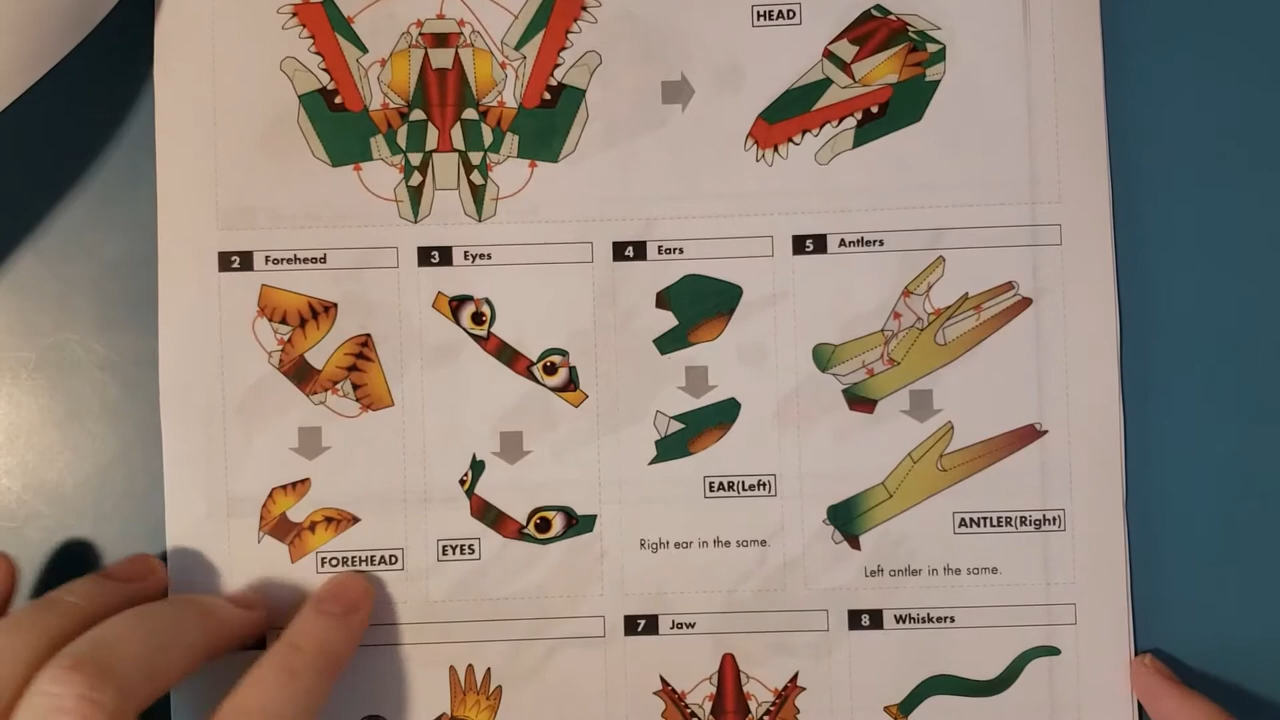 HEAD
2 Forehead
3 Eyes
4 Ears
5 Antlers
EAR(Left)
ANTLER(Right)
Right ear in the same.
EYES
FOREHEAD
Left antler in the same.
7 Jaw
8 Whiskers